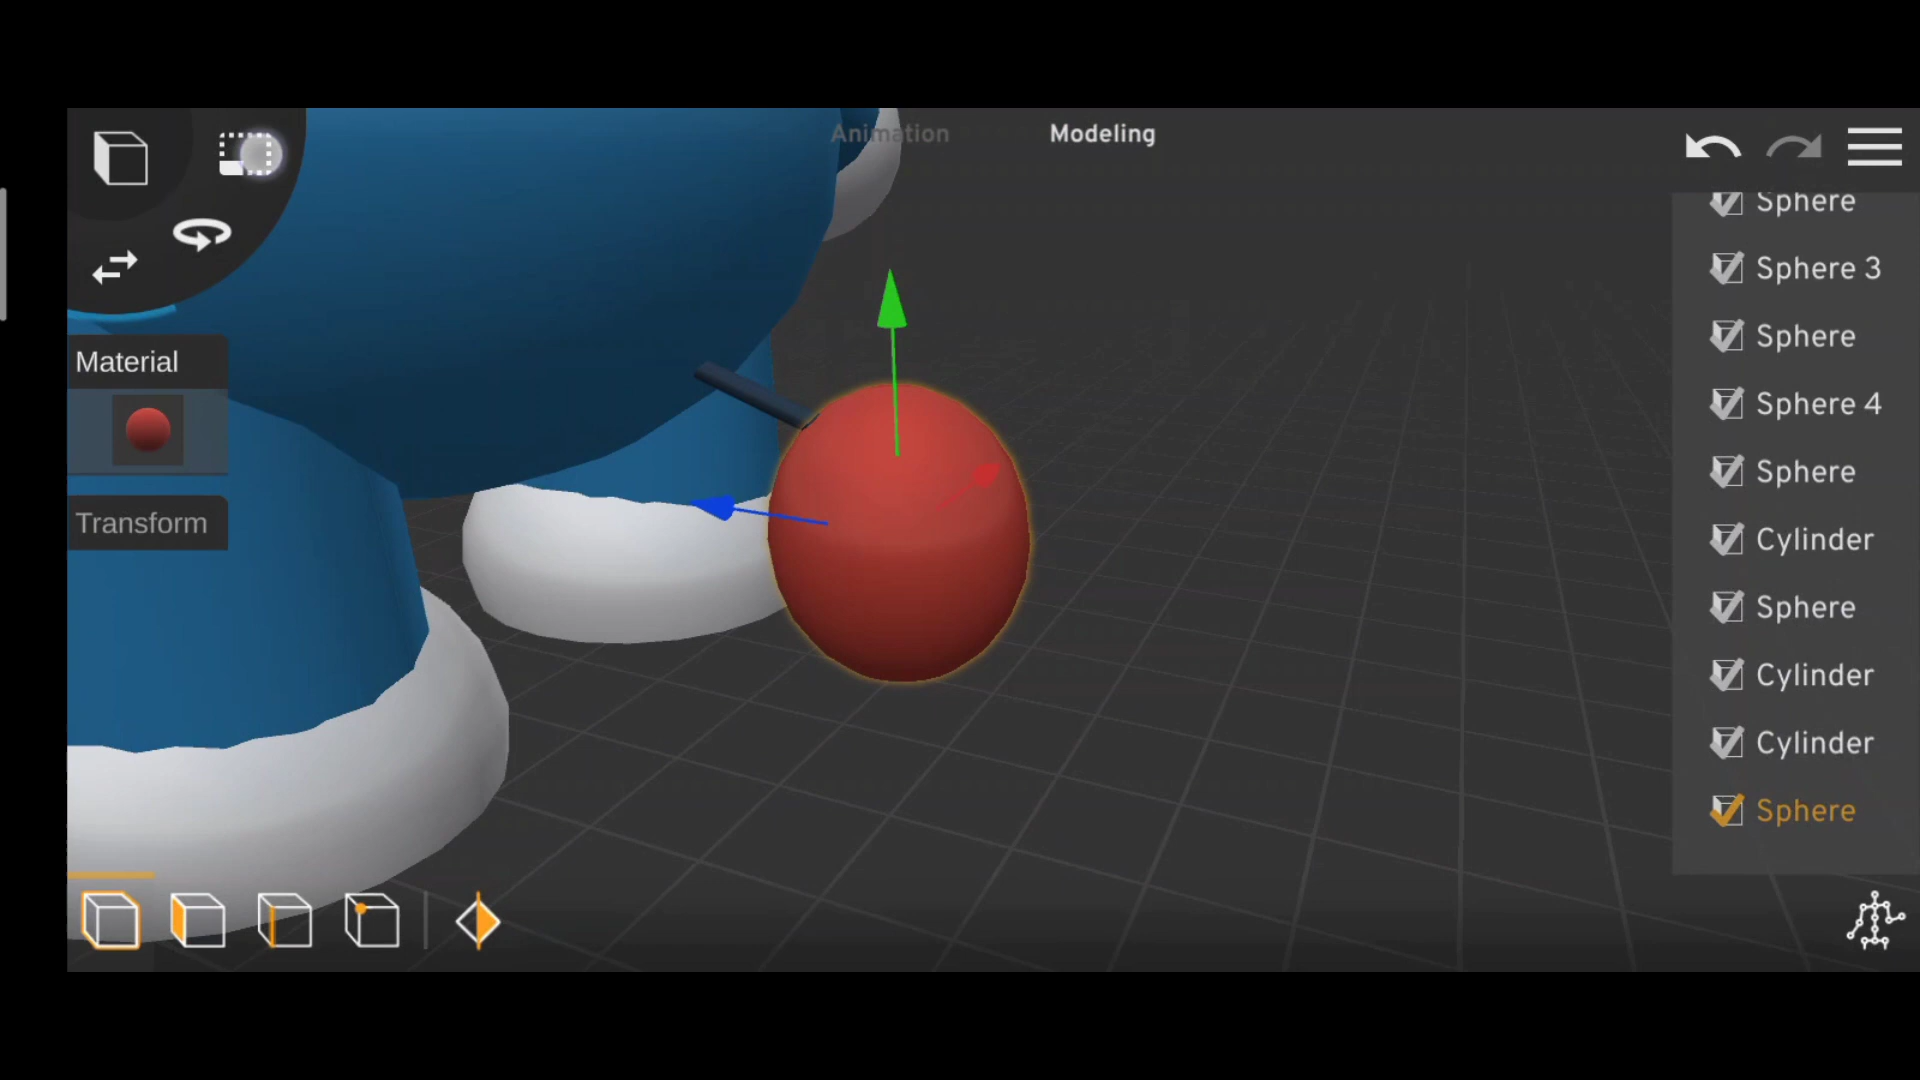 Animation
Modeling
Material
Transform
Sphere
Sphere 3
Sphere
Sphere 4
Sphere
Cylinder
Sphere
Cylinder
Cylinder
Sphere